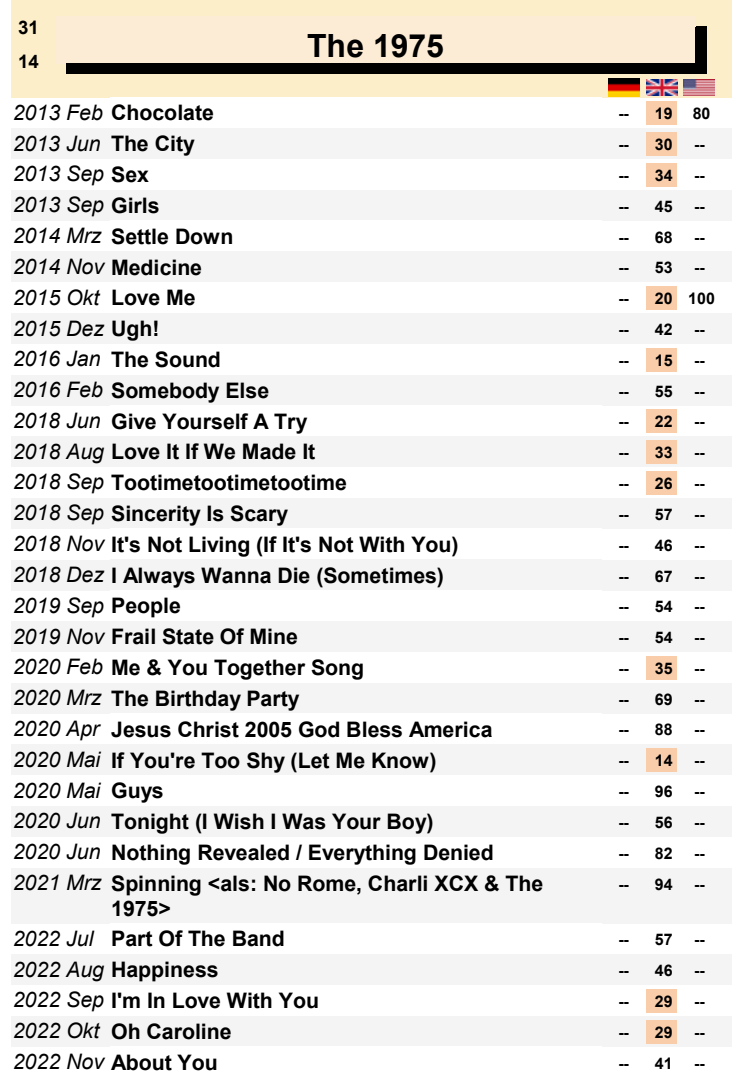 31
14
The 1975
2013 Feb Chocolate -- 19 80
2013 Jun The City -- 30 --
2013 Sep Sex -- 34 --
2013 Sep Girls -- 45 --
2014 Mrz Settle Down -- 68 --
2014 Nov Medicine -- 53 --
2015 Okt Love Me -- 20 100
2015 Dez Ugh! -- 42 --
2016 Jan The Sound -- 15 --
2016 Feb Somebody Else -- 55 --
2018 Jun Give Yourself A Try -- 22 --
2018 Aug Love It If We Made It -- 33 --
2018 Sep Tootimetootimetootime -- 26 --
2018 Sep Sincerity Is Scary -- 57 --
2018 Nov It's Not Living (If It's Not With You) -- 46 --
2018 Dez I Always Wanna Die (Sometimes) -- 67 --
2019 Sep People -- 54 --
2019 Nov Frail State Of Mine -- 54 --
2020 Feb Me & You Together Song -- 35 --
2020 Mrz The Birthday Party -- 69 --
2020 Apr Jesus Christ 2005 God Bless America -- 88 --
2020 Mai If You're Too Shy (Let Me Know) -- 14 --
2020 Mai Guys -- 96 --
2020 Jun Tonight (I Wish I Was Your Boy) -- 56 --
2020 Jun Nothing Revealed / Everything Denied -- 82 --
2021 Mrz Spinning <als: No Rome, Charli XCX & The -- 94 --
1975>
2022 Jul Part Of The Band -- 57 --
2022 Aug Happiness -- 46 --
2022 Sep I'm In Love With You -- 29 --
2022 Okt Oh Caroline -- 29 --
2022 Nov About You -- 41 --